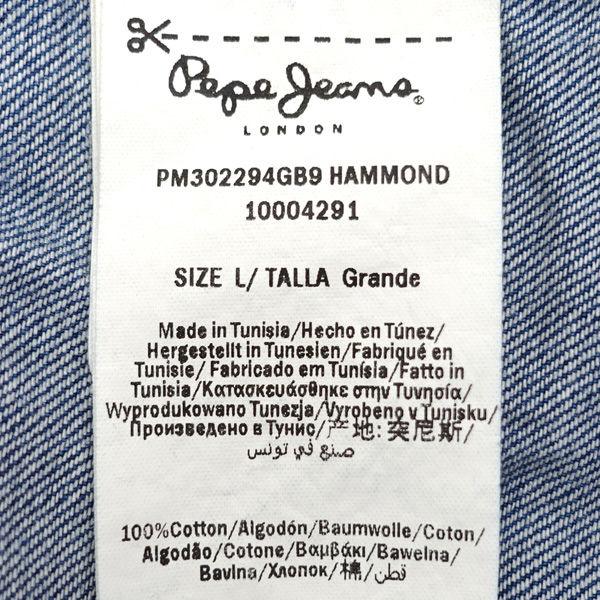 Pepe Jeans®
LONDON
PM302294GB9 HAMMOND
10004291
SIZE L/ TALLA Grande
Made in Tunisia/Hecho en Túnez/
Hergestellt in Tunesien/Fabriqué en
Tunisie/ Fabricado em Tunísia/Fatto in
Tunisia/Κατασκευάσθηκε στην Τυνησία/
Wyprodukowano Tunezja/Vyrobeno v Tunisku/
Произведено в Тунис/产地: 突尼斯/
صنع في تونس
100%Cotton/Algodón/Baumwolle/Coton/
Algodão/Cotone/Βαμβάκι/Bawełna/
Bavlna/Хлопок/棉/قطن